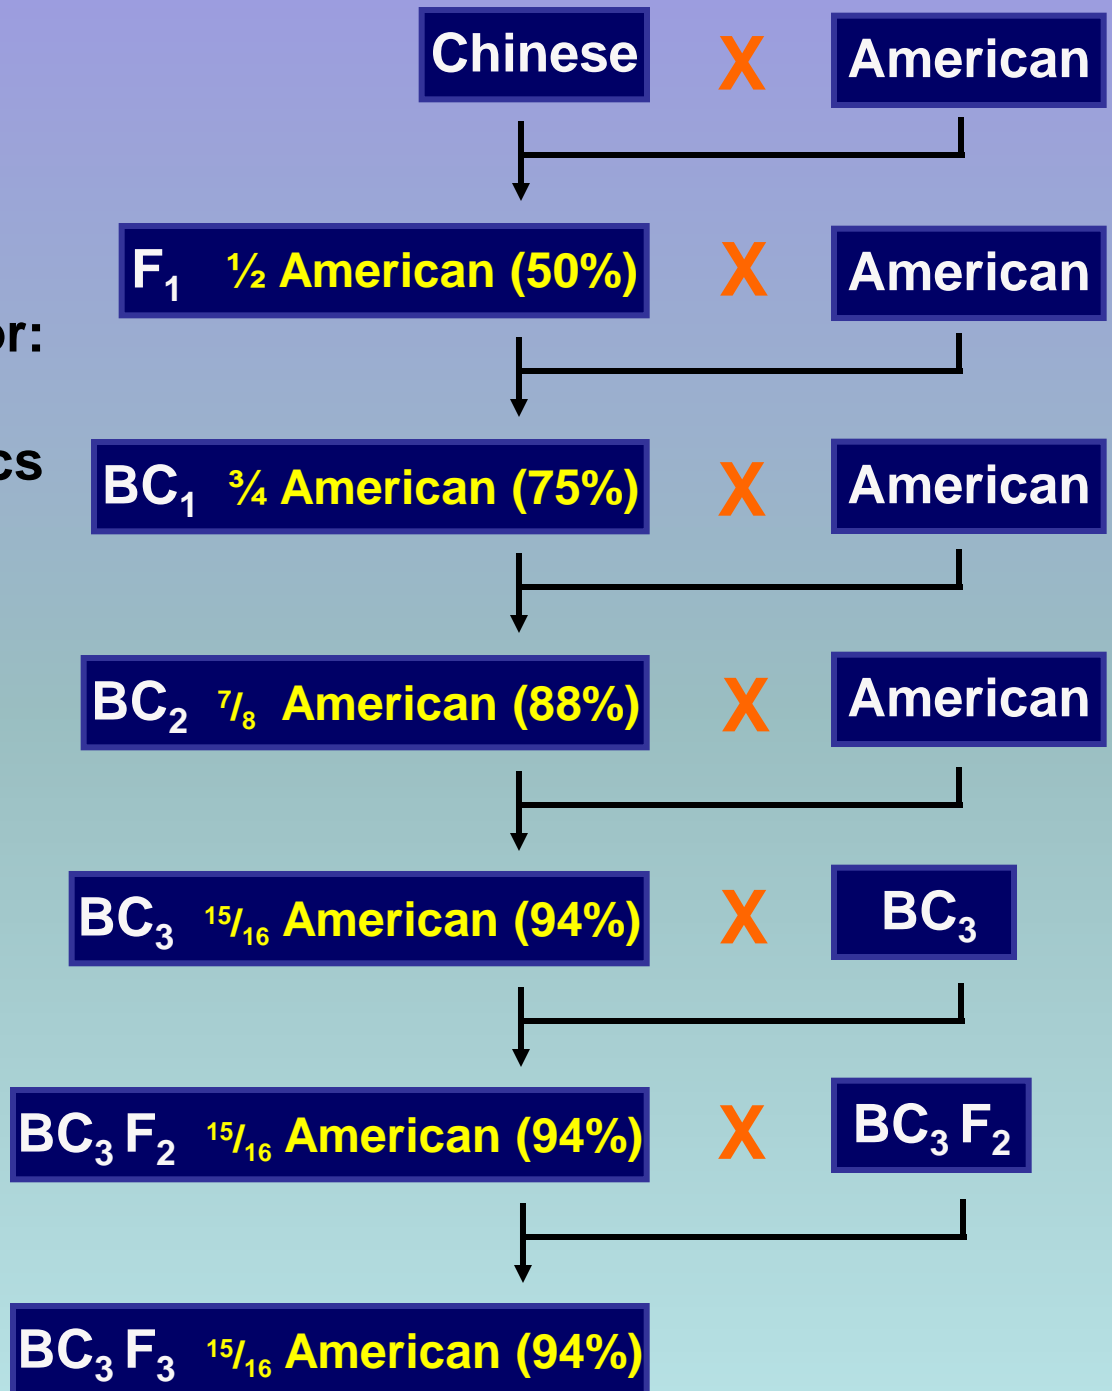 Chinese X American
F₁ ½ American (50%) X American
or:
BC₁ ¾ American (75%) X American
cs
BC₂ ⁷/₈ American (88%) X American
BC₃ ¹⁵/₁₆ American (94%) X BC₃
BC₃ F₂ ¹⁵/₁₆ American (94%) X BC₃ F₂
BC₃ F₃ ¹⁵/₁₆ American (94%)